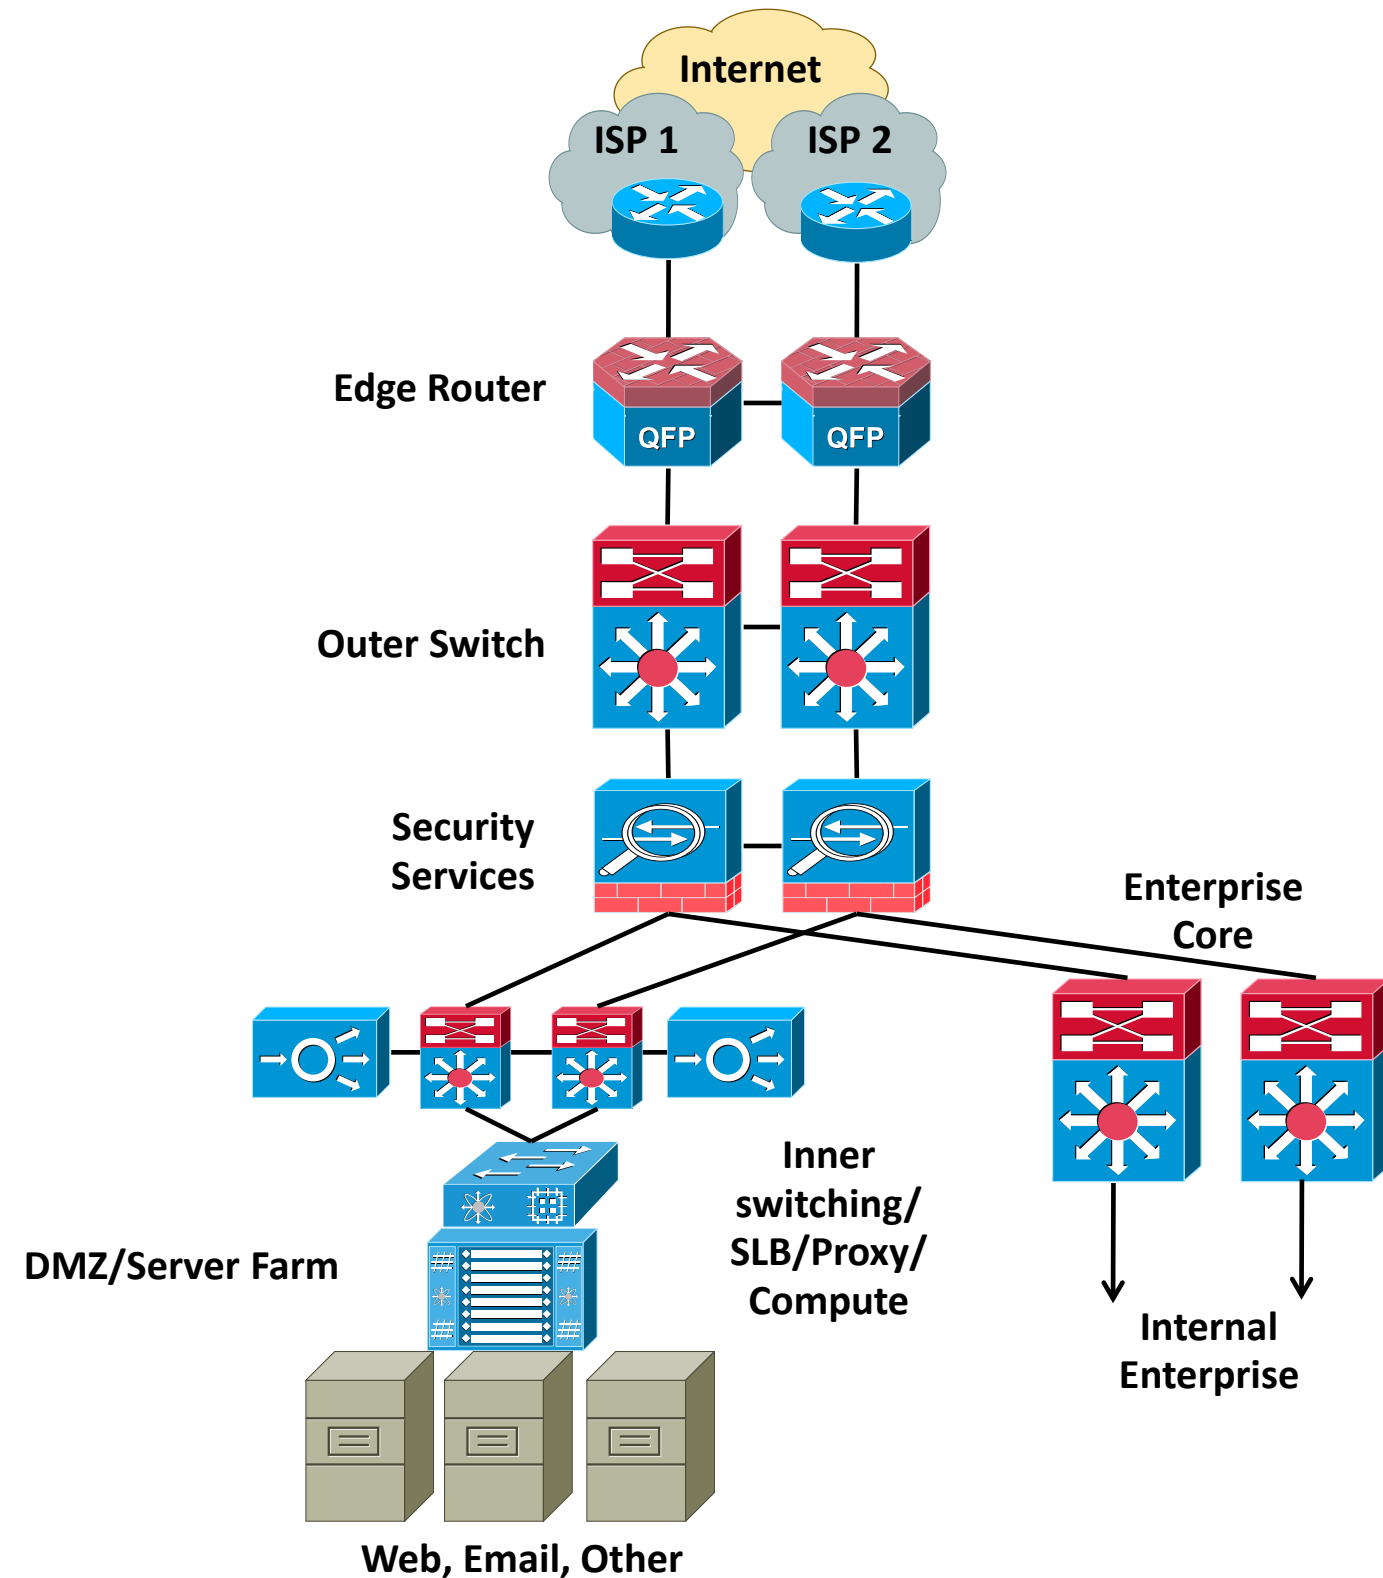 Internet
ISP 1
ISP 2
Edge Router
QFP
QFP
Outer Switch
Security
Services
Enterprise
Core
Inner
switching/
SLB/Proxy/
Compute
DMZ/Server Farm
Internal
Enterprise
Web, Email, Other